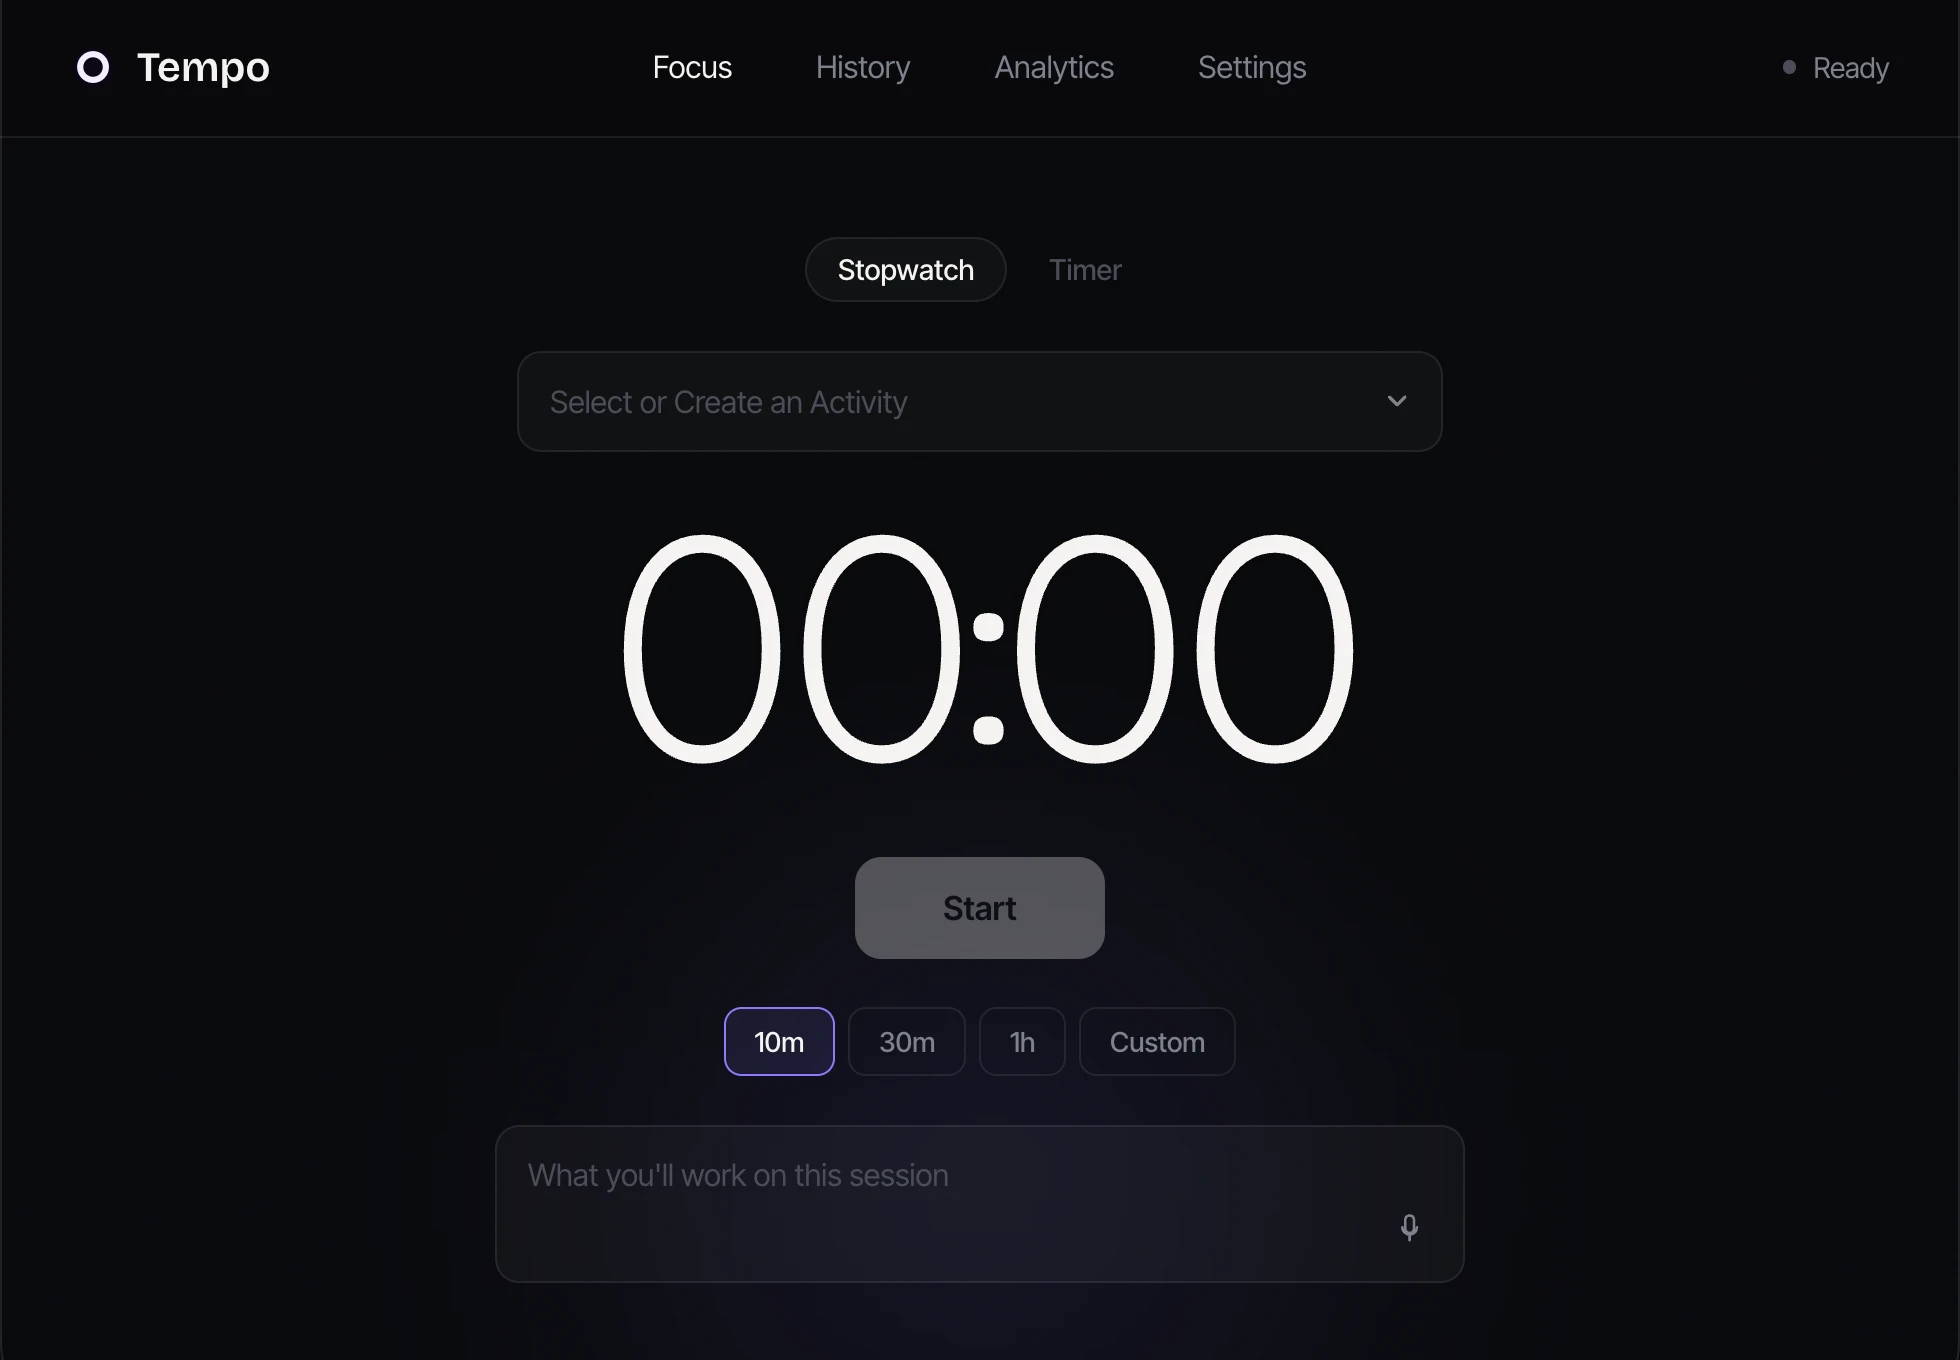 Tempo
Focus History Analytics Settings
Ready
Stopwatch Timer
Select or Create an Activity
00:00
Start
10m 30m 1h Custom
What you'll work on this session